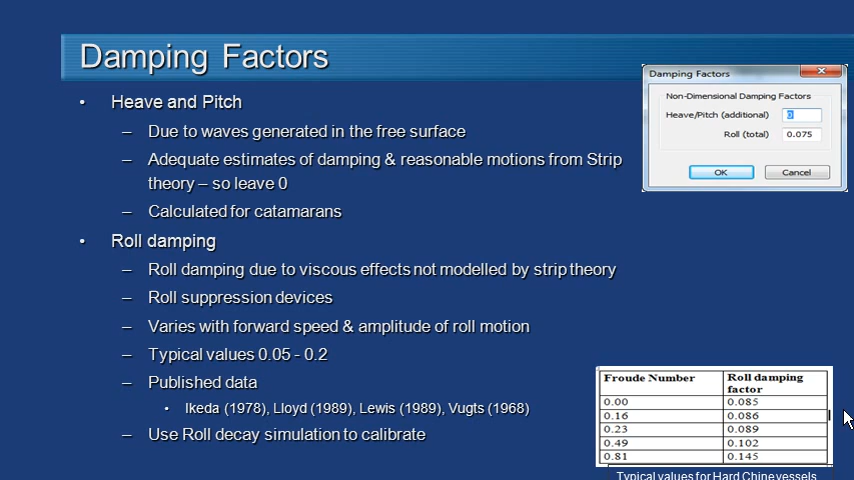 Damping Factors
• Heave and Pitch
– Due to waves generated in the free surface
– Adequate estimates of damping & reasonable motions from Strip
theory – so leave 0
– Calculated for catamarans
• Roll damping
– Roll damping due to viscous effects not modelled by strip theory
– Roll suppression devices
– Varies with forward speed & amplitude of roll motion
– Typical values 0.05 - 0.2
– Published data
• Ikeda (1978), Lloyd (1989), Lewis (1989), Vugts (1968)
– Use Roll decay simulation to calibrate
Damping Factors
Non-Dimensional Damping Factors
Heave/Pitch (additional) 0
Roll (total) 0.075
OK Cancel
Froude Number Roll damping
factor
0.00 0.085
0.16 0.086
0.23 0.089
0.49 0.102
0.81 0.145
Typical values for Hard Chine vessels